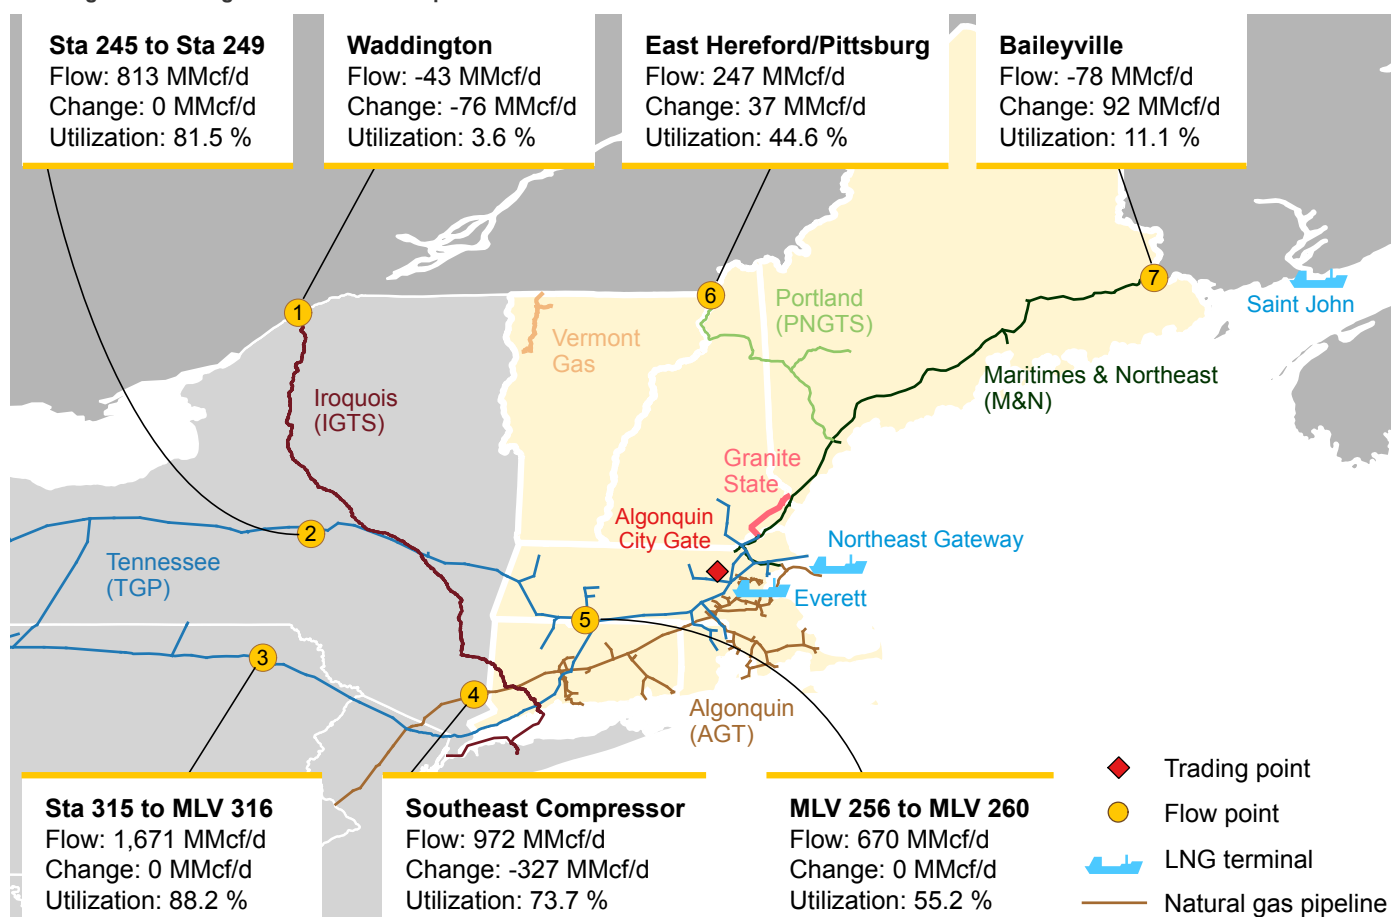 Sta 245 to Sta 249
Flow: 813 MMcf/d
Change: 0 MMcf/d
Utilization: 81.5 %
Waddington
Flow: -43 MMcf/d
Change: -76 MMcf/d
Utilization: 3.6 %
East Hereford/Pittsburg
Flow: 247 MMcf/d
Change: 37 MMcf/d
Utilization: 44.6 %
Baileyville
Flow: -78 MMcf/d
Change: 92 MMcf/d
Utilization: 11.1 %
1
6
7
Portland
(PNGTS)
Saint John
Vermont
Gas
Maritimes & Northeast
(M&N)
Iroquois
(IGTS)
Granite
State
Algonquin
City Gate
2
Northeast Gateway
Tennessee
(TGP)
Everett
5
3
4
Algonquin
(AGT)
Sta 315 to MLV 316
Flow: 1,671 MMcf/d
Change: 0 MMcf/d
Utilization: 88.2 %
Southeast Compressor
Flow: 972 MMcf/d
Change: -327 MMcf/d
Utilization: 73.7 %
MLV 256 to MLV 260
Flow: 670 MMcf/d
Change: 0 MMcf/d
Utilization: 55.2 %
Trading point
Flow point
LNG terminal
Natural gas pipeline